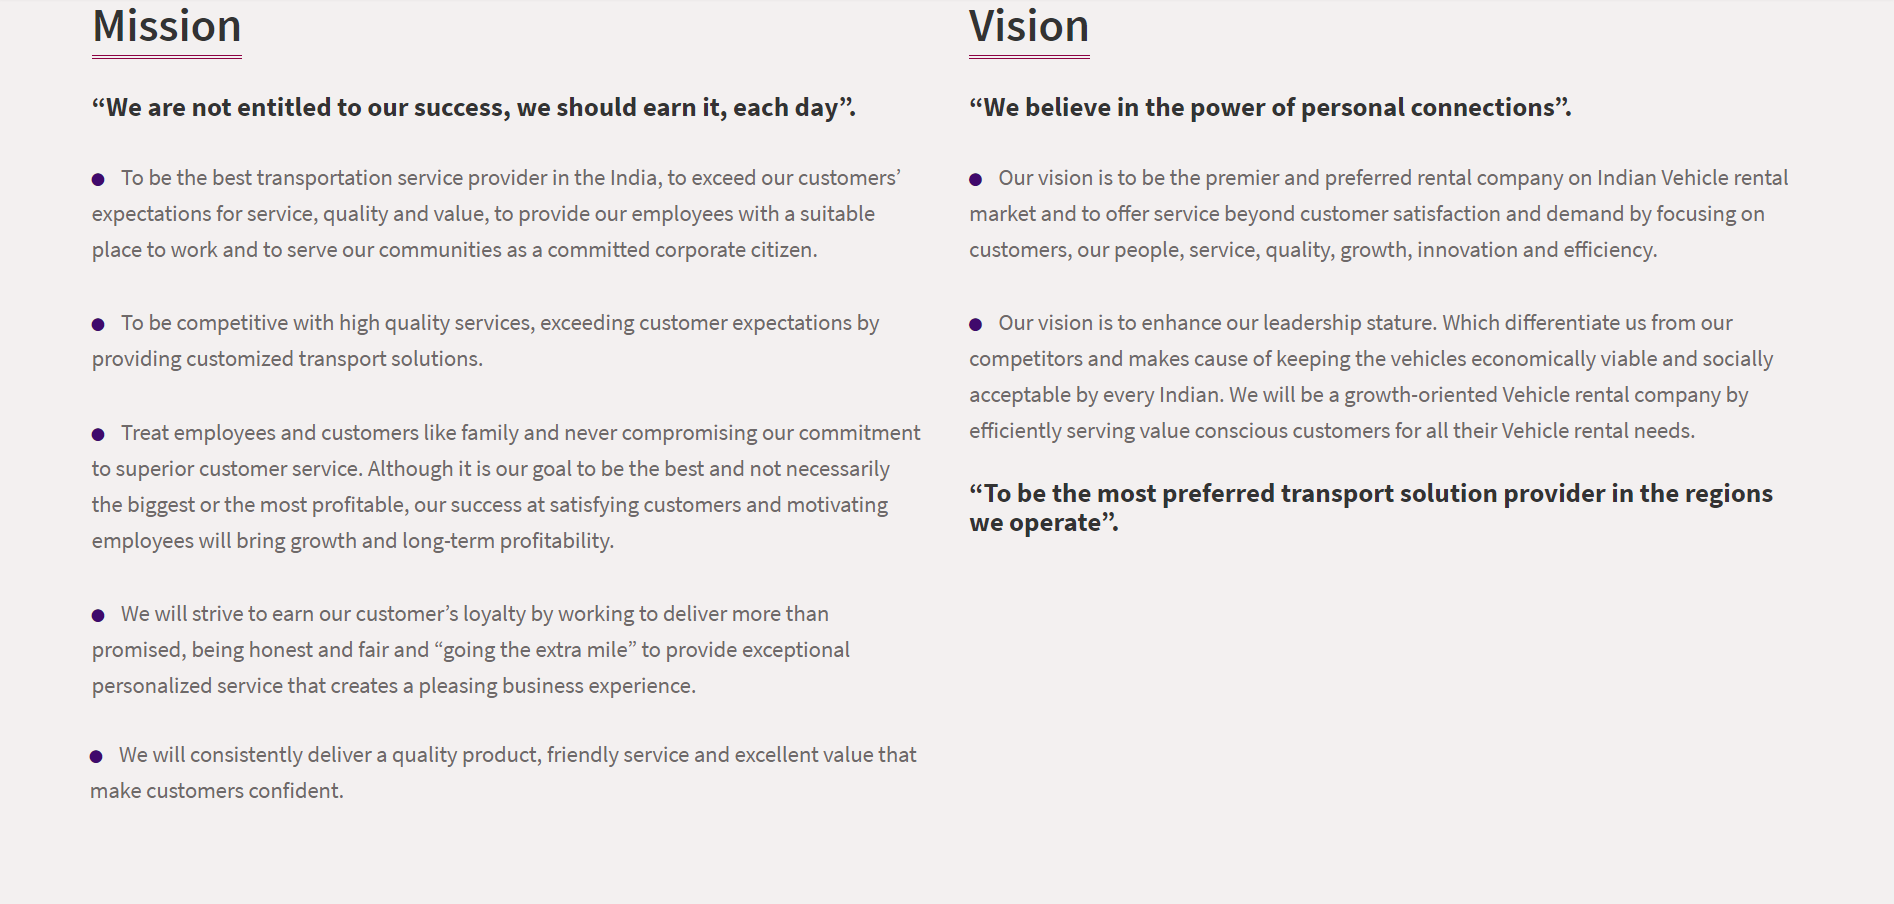 Mission
“We are not entitled to our success, we should earn it, each day”.
● To be the best transportation service provider in the India, to exceed our customers’
expectations for service, quality and value, to provide our employees with a suitable
place to work and to serve our communities as a committed corporate citizen.
● To be competitive with high quality services, exceeding customer expectations by
providing customized transport solutions.
● Treat employees and customers like family and never compromising our commitment
to superior customer service. Although it is our goal to be the best and not necessarily
the biggest or the most profitable, our success at satisfying customers and motivating
employees will bring growth and long-term profitability.
● We will strive to earn our customer’s loyalty by working to deliver more than
promised, being honest and fair and “going the extra mile” to provide exceptional
personalized service that creates a pleasing business experience.
● We will consistently deliver a quality product, friendly service and excellent value that
make customers confident.
Vision
“We believe in the power of personal connections”.
● Our vision is to be the premier and preferred rental company on Indian Vehicle rental
market and to offer service beyond customer satisfaction and demand by focusing on
customers, our people, service, quality, growth, innovation and efficiency.
● Our vision is to enhance our leadership stature. Which differentiate us from our
competitors and makes cause of keeping the vehicles economically viable and socially
acceptable by every Indian. We will be a growth-oriented Vehicle rental company by
efficiently serving value conscious customers for all their Vehicle rental needs.
“To be the most preferred transport solution provider in the regions
we operate”.